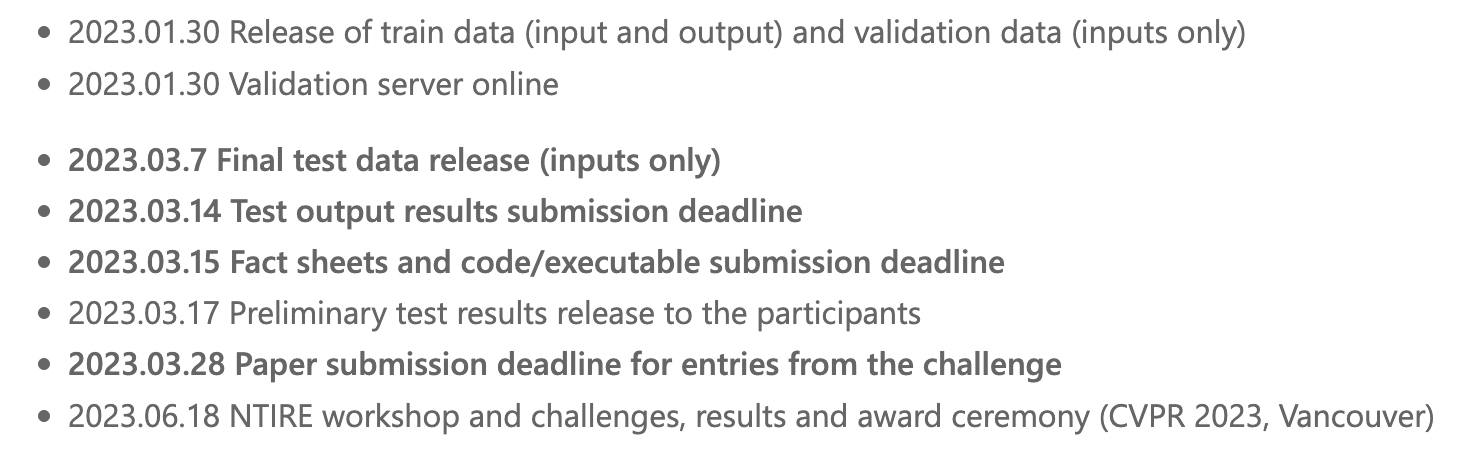 • 2023.01.30 Release of train data (input and output) and validation data (inputs only)
• 2023.01.30 Validation server online
• 2023.03.7 Final test data release (inputs only)
• 2023.03.14 Test output results submission deadline
• 2023.03.15 Fact sheets and code/executable submission deadline
• 2023.03.17 Preliminary test results release to the participants
• 2023.03.28 Paper submission deadline for entries from the challenge
• 2023.06.18 NTIRE workshop and challenges, results and award ceremony (CVPR 2023, Vancouver)